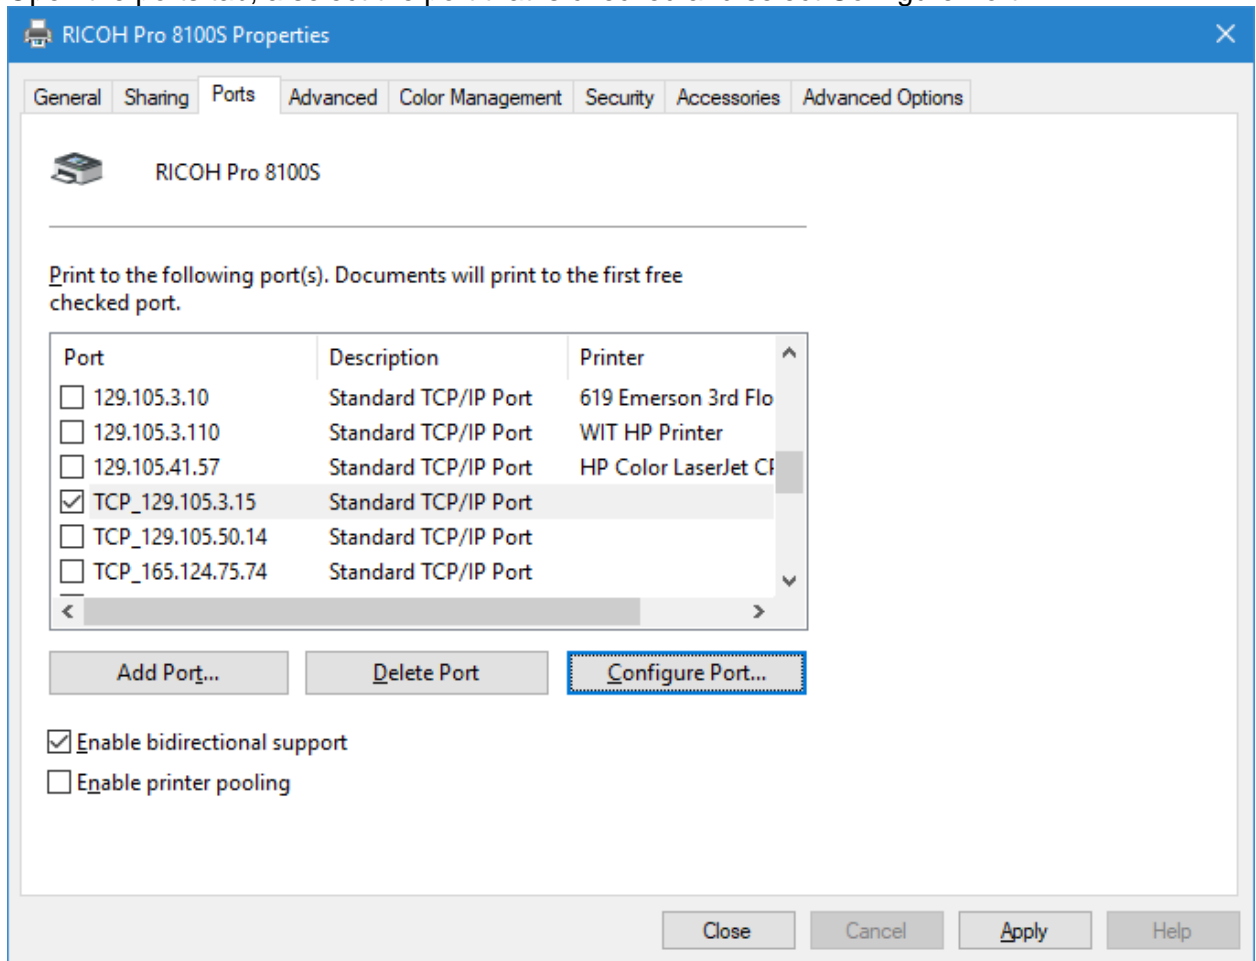 RICOH Pro 8100S Properties
General Sharing Ports Advanced Color Management Security Accessories Advanced Options
RICOH Pro 8100S
Print to the following port(s). Documents will print to the first free
checked port.
Port Description Printer
129.105.3.10 Standard TCP/IP Port 619 Emerson 3rd Flo
129.105.3.110 Standard TCP/IP Port WIT HP Printer
129.105.41.57 Standard TCP/IP Port HP Color LaserJet
TCP_129.105.3.15 Standard TCP/IP Port
TCP_129.105.50.14 Standard TCP/IP Port
TCP_165.124.75.74 Standard TCP/IP Port
Add Port... Delete Port Configure Port...
Enable bidirectional support
Enable printer pooling
Close Cancel Apply Help